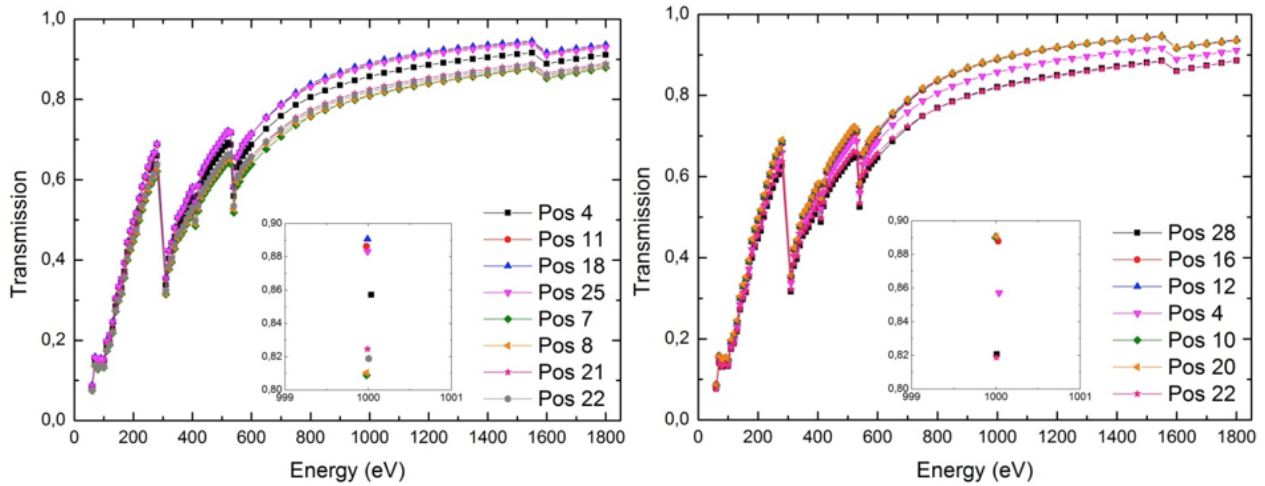 1,0
0,8
0,6
0,4
0,2
0,0
Transmission
0 200 400 600 800 1000 1200 1400 1600 1800
Energy (eV)
0,90
0,88
0,86
0,84
0,82
0,80
999 1000 1001
Pos 4
Pos 11
Pos 18
Pos 25
Pos 7
Pos 8
Pos 21
Pos 22
1,0
0,8
0,6
0,4
0,2
0,0
Transmission
0 200 400 600 800 1000 1200 1400 1600 1800
Energy (eV)
0,90
0,88
0,86
0,84
0,82
0,80
999 1000 1001
Pos 28
Pos 16
Pos 12
Pos 4
Pos 10
Pos 20
Pos 22